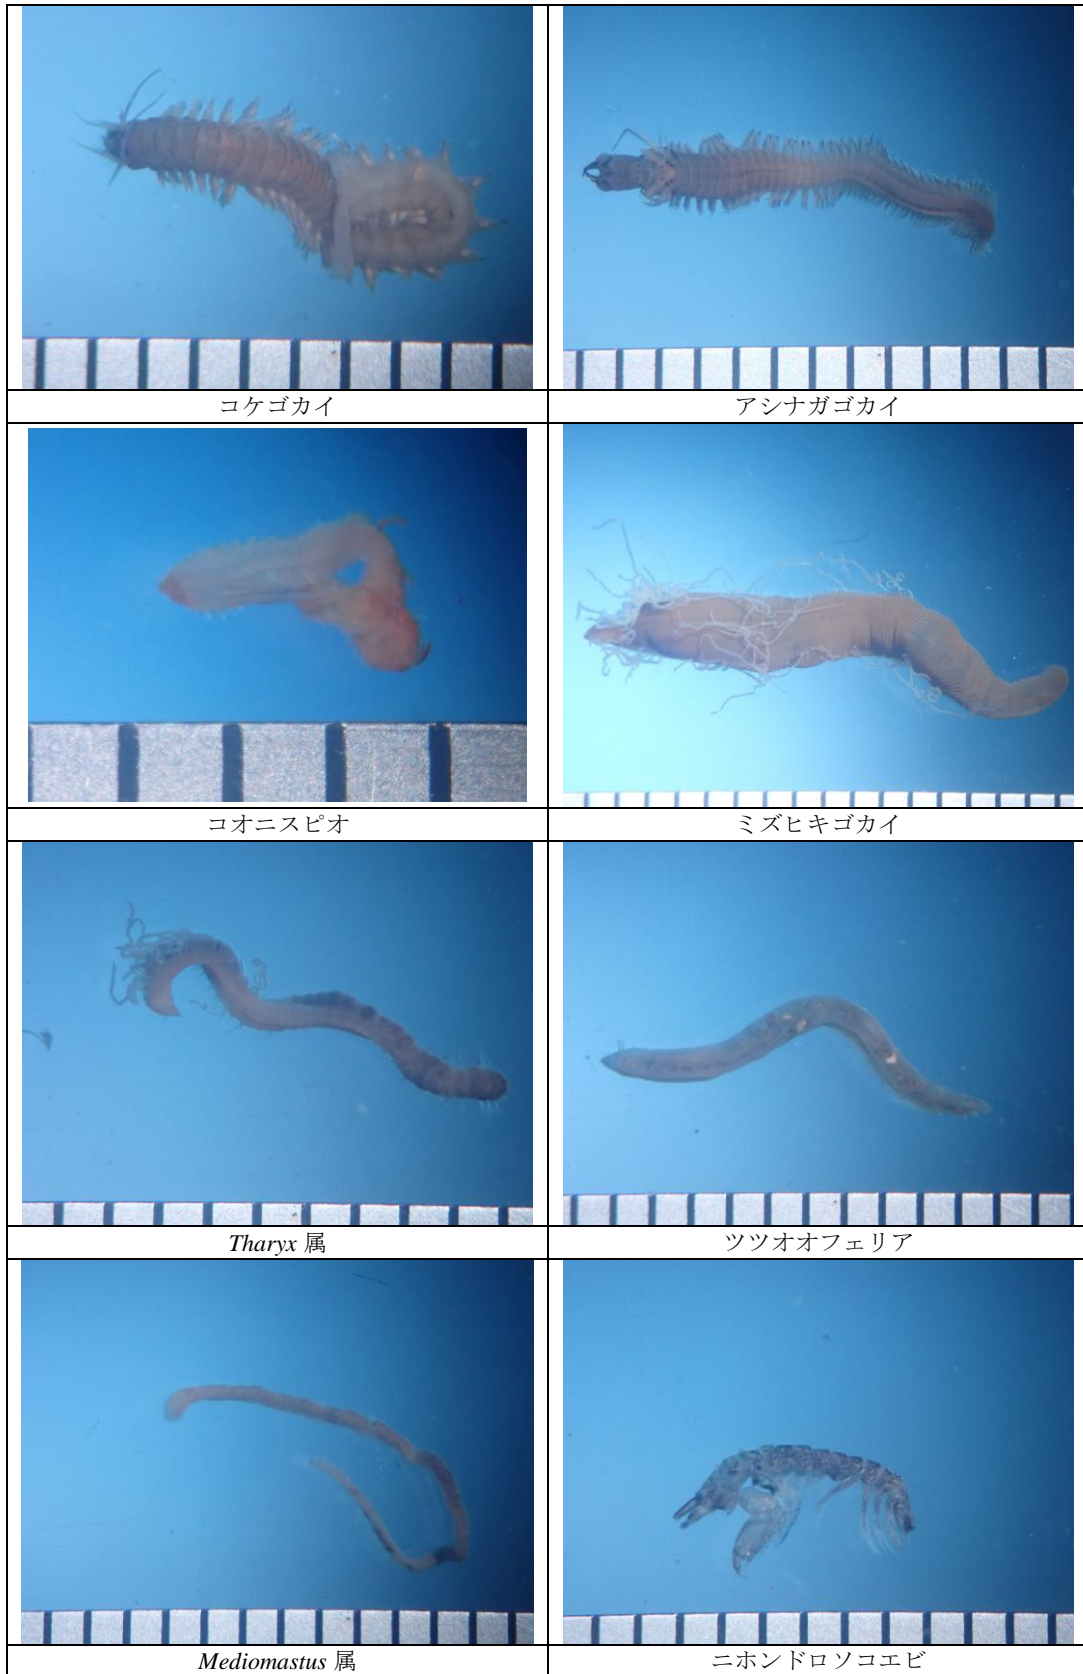 コケゴカイ
アシナガゴカイ
コオニスピオ
ミズヒキゴカイ
Tharyx 属
ツツオオフェリア
Mediomastus 属
ニホンドロソコエビ